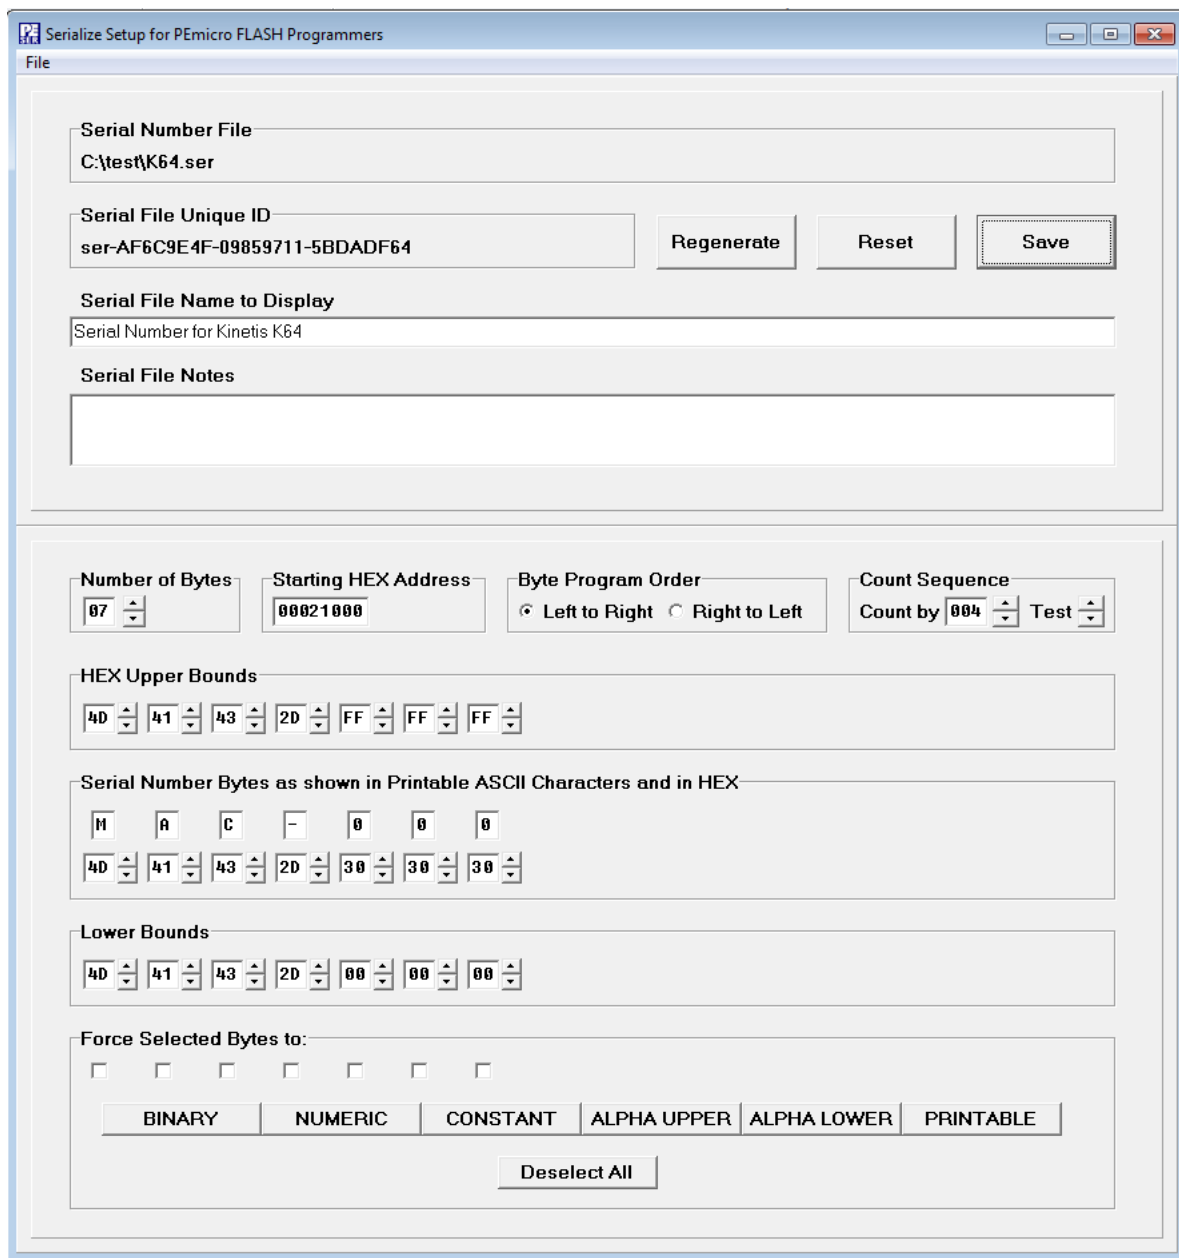 PE
STR
Serialize Setup for PEmicro FLASH Programmers
File
Serial Number File
C:\test\K64.ser
Serial File Unique ID
ser-AF6C9E4F-09859711-5BDADF64
Regenerate Reset Save
Serial File Name to Display
Serial Number for Kinetis K64
Serial File Notes
Number of Bytes Starting HEX Address Byte Program Order Count Sequence
07 00021000 Left to Right Right to Left Count by 004 Test
HEX Upper Bounds
4D 41 43 2D FF FF FF
Serial Number Bytes as shown in Printable ASCII Characters and in HEX
M A C - 0 0 0
4D 41 43 2D 30 30 30
Lower Bounds
4D 41 43 2D 00 00 00
Force Selected Bytes to:
BINARY NUMERIC CONSTANT ALPHA UPPER ALPHA LOWER PRINTABLE
Deselect All